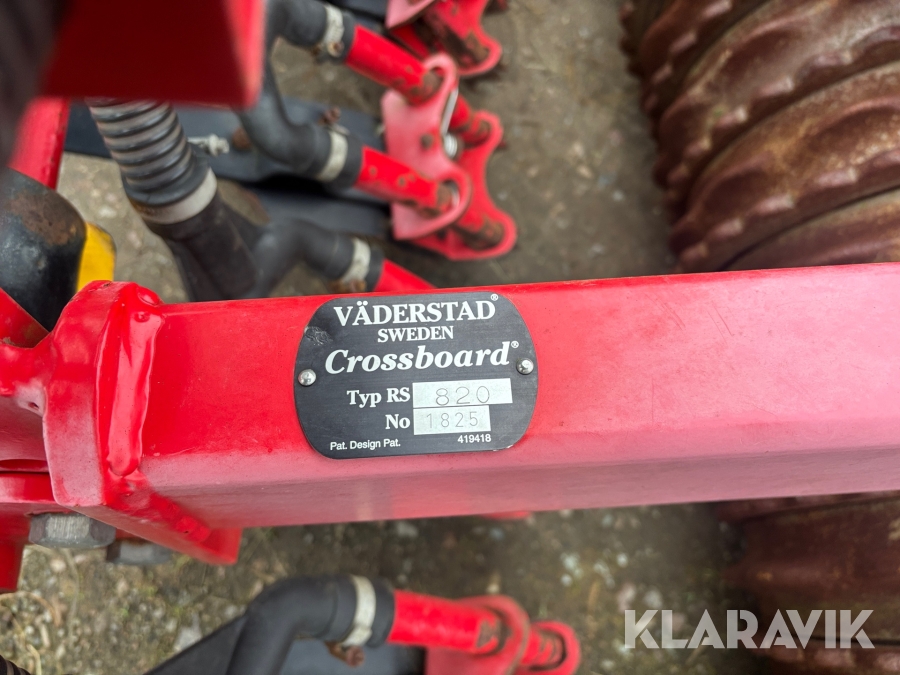 VÄDERSTAD®
SWEDEN
Crossboard®
Typ RS 820
No 1825
Pat. Design Pat. 419418
KLARAVIK